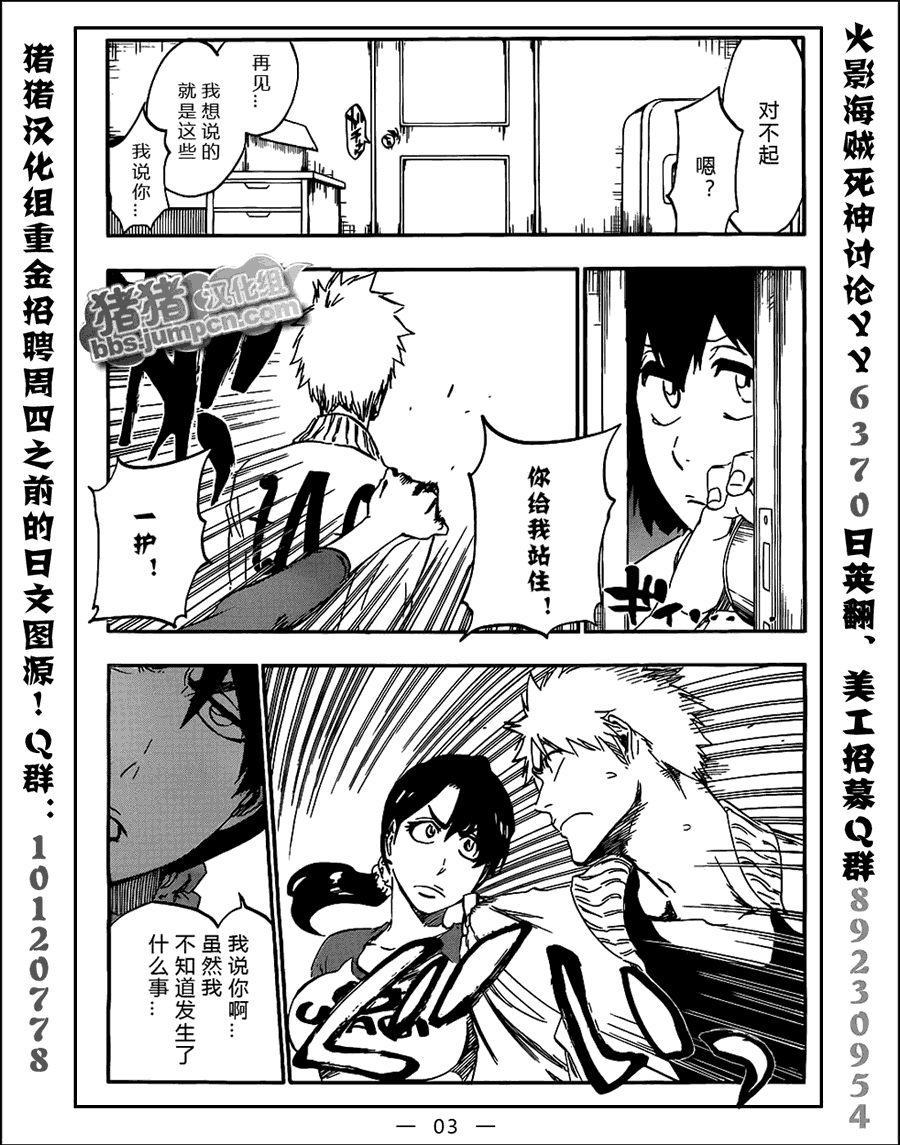 火影海贼死神讨论YY6370日英翻、美工招募Q群89230954
对不起
嗯？
再见…
我想说的
就是这些
我说你…
猪猪汉化组
bbs.jumpcn.com
你给我站住！
一护！
ギィ…
我说你啊…
虽然我
不知道发生了
什么事…
猪猪汉化组重金招聘周四之前的日文图源！Q群：10120778
— 03 —